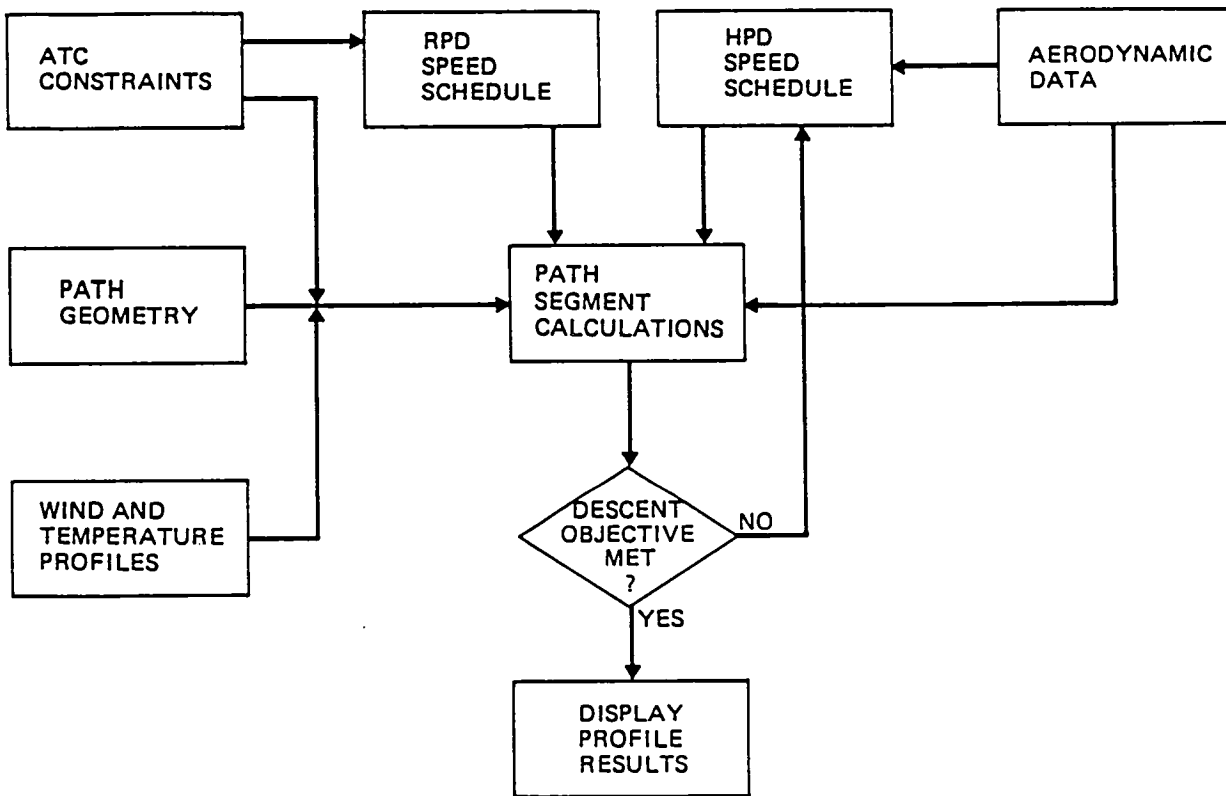 ATC
CONSTRAINTS
RPD
SPEED
SCHEDULE
HPD
SPEED
SCHEDULE
AERODYNAMIC
DATA
PATH
GEOMETRY
PATH
SEGMENT
CALCULATIONS
WIND AND
TEMPERATURE
PROFILES
DESCENT
OBJECTIVE
MET
?
NO
YES
DISPLAY
PROFILE
RESULTS